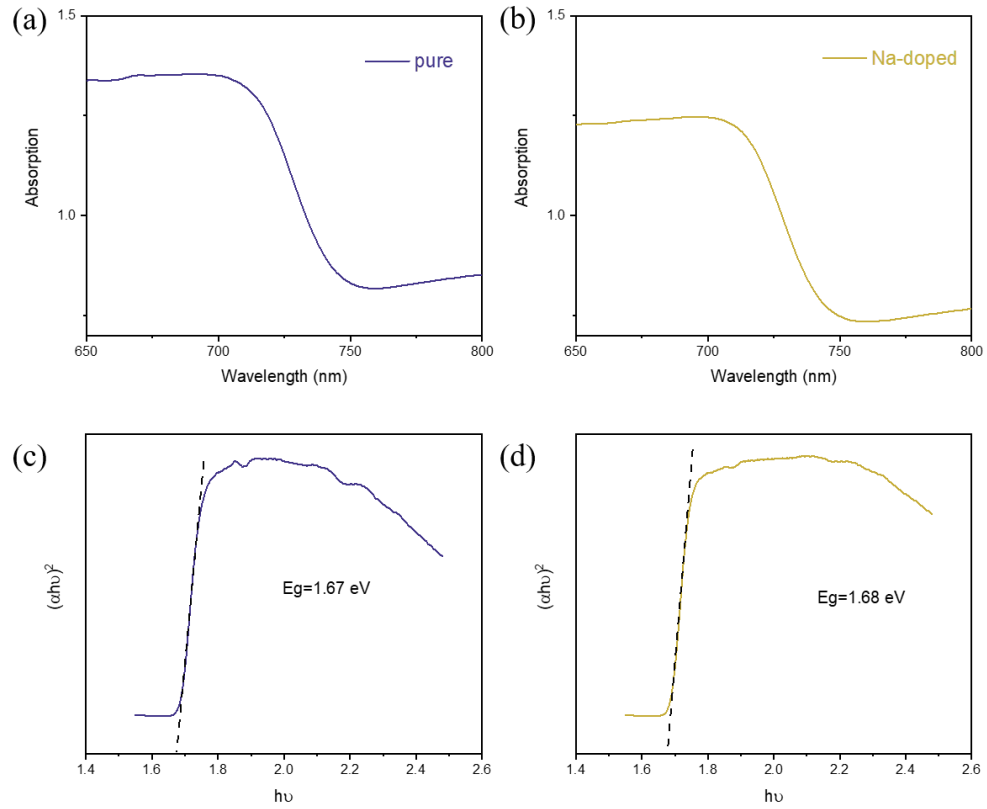 (a)
1.5
1.0
Absorption
pure
650
700
750
800
Wavelength (nm)
(b)
1.5
1.0
Absorption
Na-doped
650
700
750
800
Wavelength (nm)
(c)
(αhυ)²
Eg=1.67 eV
1.4
1.6
1.8
2.0
2.2
2.4
2.6
hυ
(d)
(αhυ)²
Eg=1.68 eV
1.4
1.6
1.8
2.0
2.2
2.4
2.6
hυ